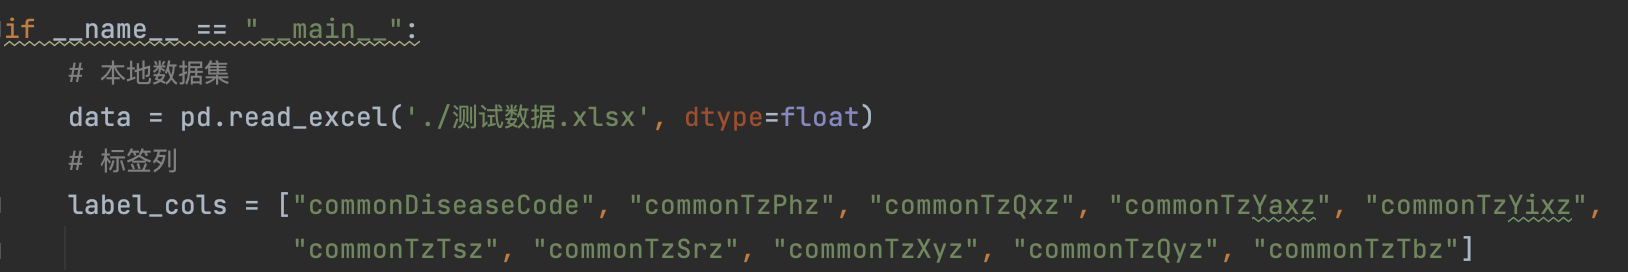 if __name__ == "__main__":
    # 本地数据集
    data = pd.read_excel('./测试数据.xlsx', dtype=float)
    # 标签列
    label_cols = ["commonDiseaseCode", "commonTzPhz", "commonTzQxz", "commonTzYaxz", "commonTzYixz",
                  "commonTzTsz", "commonTzSrz", "commonTzXyz", "commonTzQyz", "commonTzTbz"]